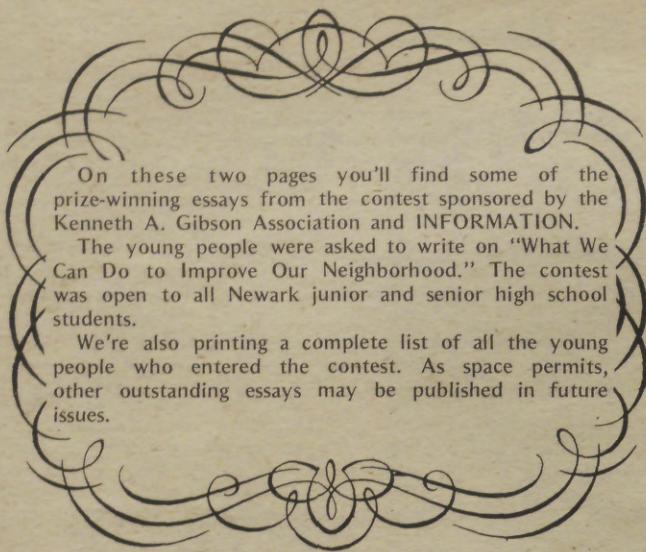 On these two pages you'll find some of the
prize-winning essays from the contest sponsored by the
Kenneth A. Gibson Association and INFORMATION.
The young people were asked to write on "What We
Can Do to Improve Our Neighborhood." The contest
was open to all Newark junior and senior high school
students.
We're also printing a complete list of all the young
people who entered the contest. As space permits,
other outstanding essays may be published in future
issues.